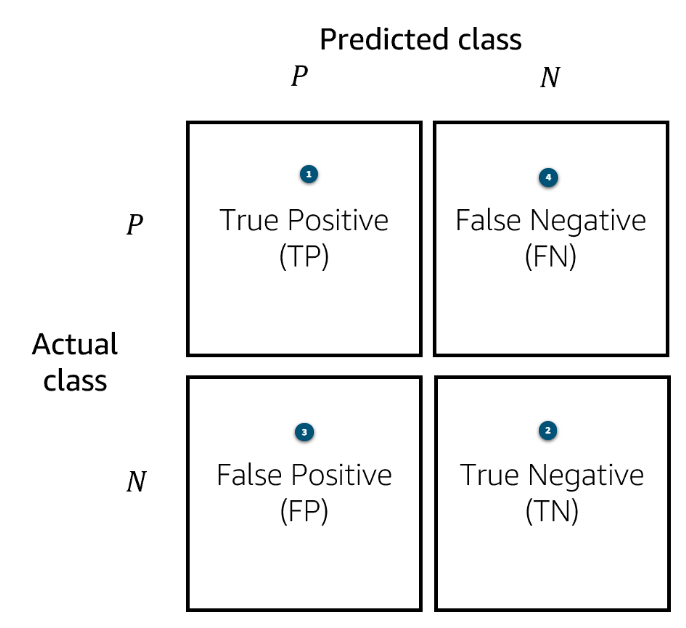 Predicted class
P N
1 4
P True Positive False Negative
(TP) (FN)
Actual
class
3 2
N False Positive True Negative
(FP) (TN)